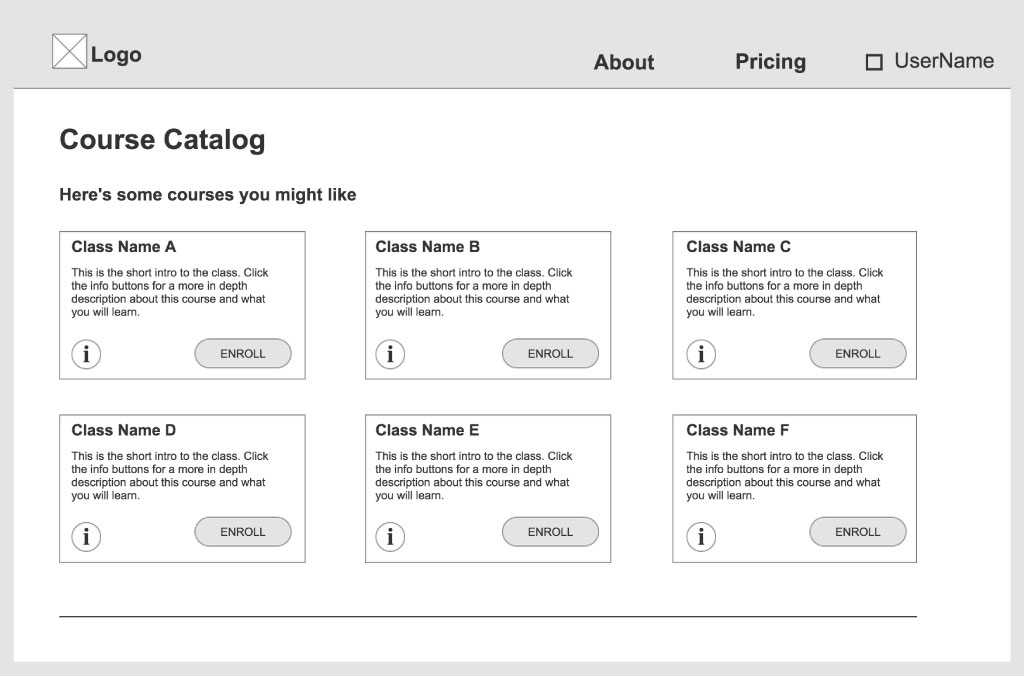 Logo
About
Pricing
UserName
Course Catalog
Here's some courses you might like
Class Name A
This is the short intro to the class. Click
the info buttons for a more in depth
description about this course and what
you will learn.
i
ENROLL
Class Name B
This is the short intro to the class. Click
the info buttons for a more in depth
description about this course and what
you will learn.
i
ENROLL
Class Name C
This is the short intro to the class. Click
the info buttons for a more in depth
description about this course and what
you will learn.
i
ENROLL
Class Name D
This is the short intro to the class. Click
the info buttons for a more in depth
description about this course and what
you will learn.
i
ENROLL
Class Name E
This is the short intro to the class. Click
the info buttons for a more in depth
description about this course and what
you will learn.
i
ENROLL
Class Name F
This is the short intro to the class. Click
the info buttons for a more in depth
description about this course and what
you will learn.
i
ENROLL